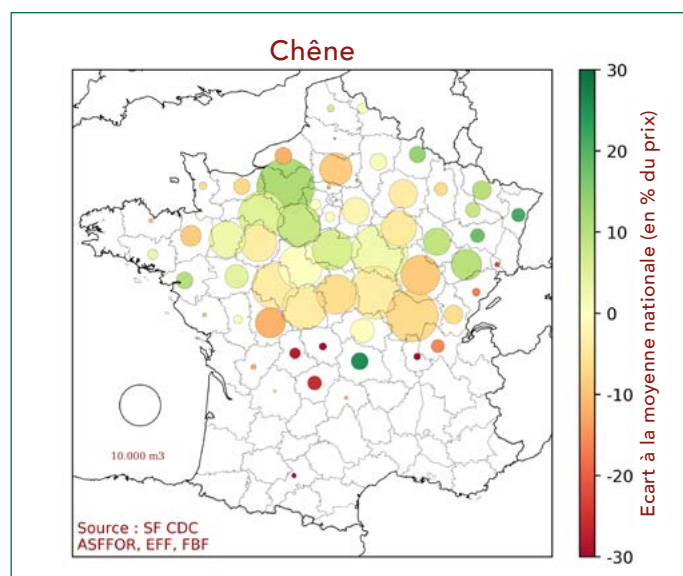 Chêne
30
20
10
0
-10
-20
-30
Ecart à la moyenne nationale (en % du prix)
10.000 m3
Source : SF CDC
ASFFOR, EFF, FBF